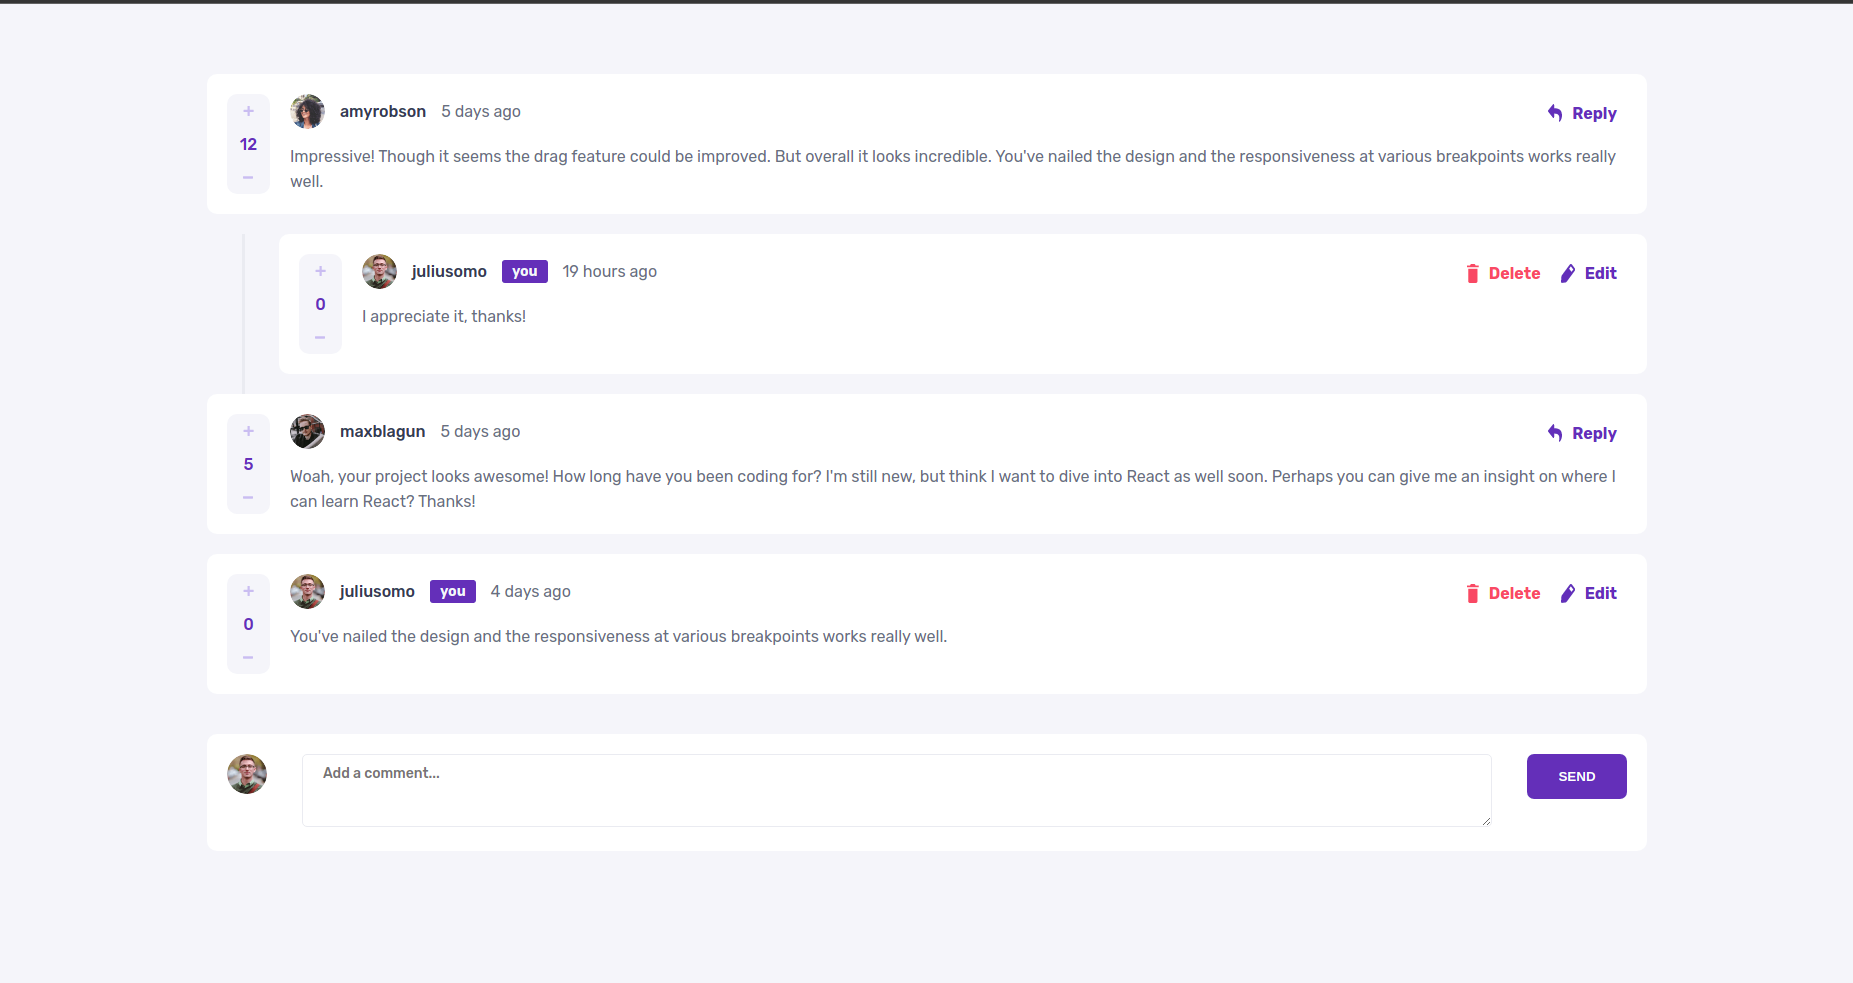 +
12
−
amyrobson 5 days ago
Reply
Impressive! Though it seems the drag feature could be improved. But overall it looks incredible. You've nailed the design and the responsiveness at various breakpoints works really
well.
+
0
−
juliusomo you 19 hours ago
Delete Edit
I appreciate it, thanks!
+
5
−
maxblagun 5 days ago
Reply
Woah, your project looks awesome! How long have you been coding for? I'm still new, but think I want to dive into React as well soon. Perhaps you can give me an insight on where I
can learn React? Thanks!
+
0
−
juliusomo you 4 days ago
Delete Edit
You've nailed the design and the responsiveness at various breakpoints works really well.
Add a comment...
SEND